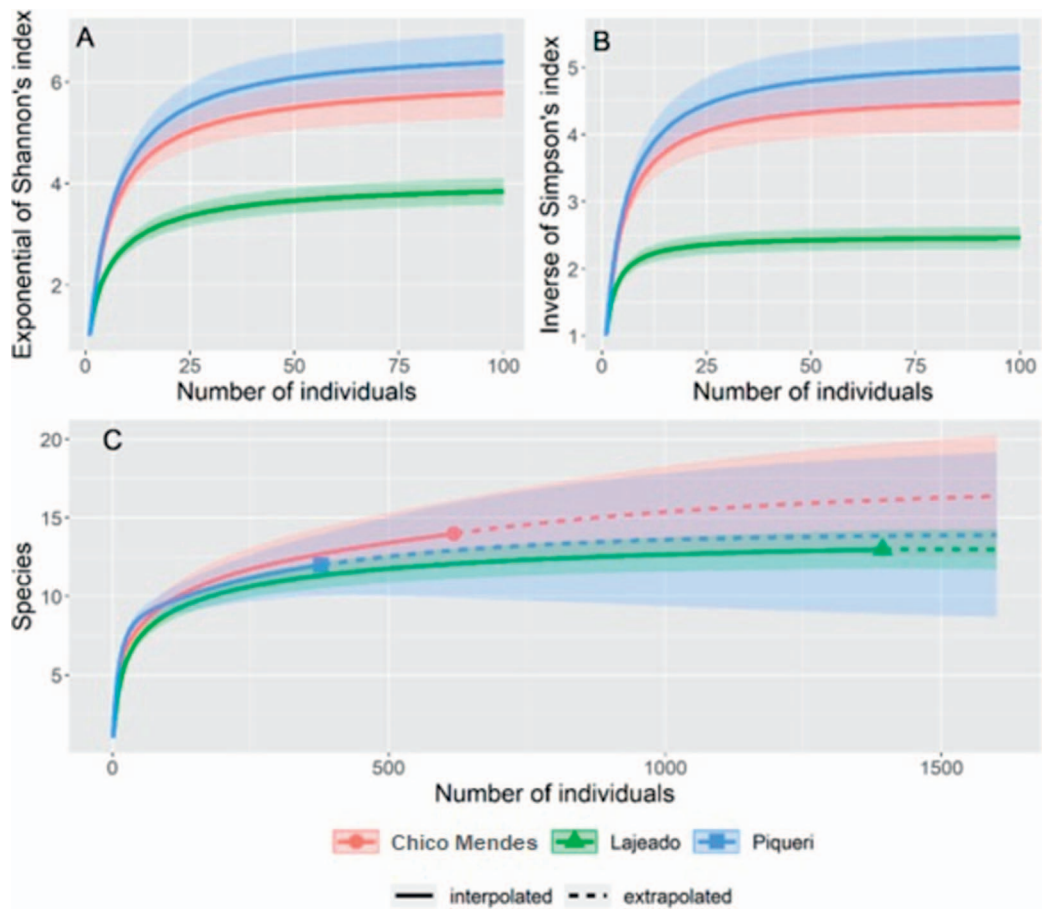 A
Exponential of Shannon's index
6
4
2
0 25 50 75 100
Number of individuals
B
Inverse of Simpson's index
5
4
3
2
1
0 25 50 75 100
Number of individuals
C
Species
20
15
10
5
0 500 1000 1500
Number of individuals
Chico Mendes Lajeado Piqueri
interpolated extrapolated